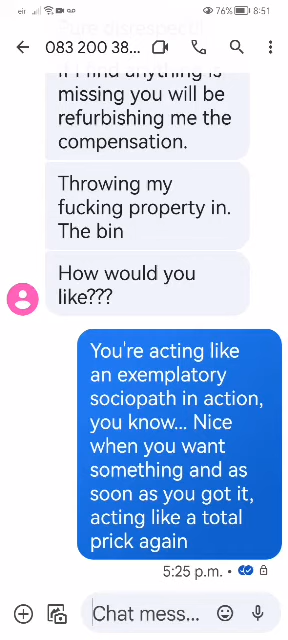 eir 76% 8:51
Pure disrespect!
083 200 38...
If I find anything is
missing you will be
refurbishing me the
compensation.
Throwing my
fucking property in.
The bin
How would you
like???
You're acting like
an exemplatory
sociopath in action,
you know... Nice
when you want
something and as
soon as you got it,
acting like a total
prick again
5:25 p.m. •
Chat mess...